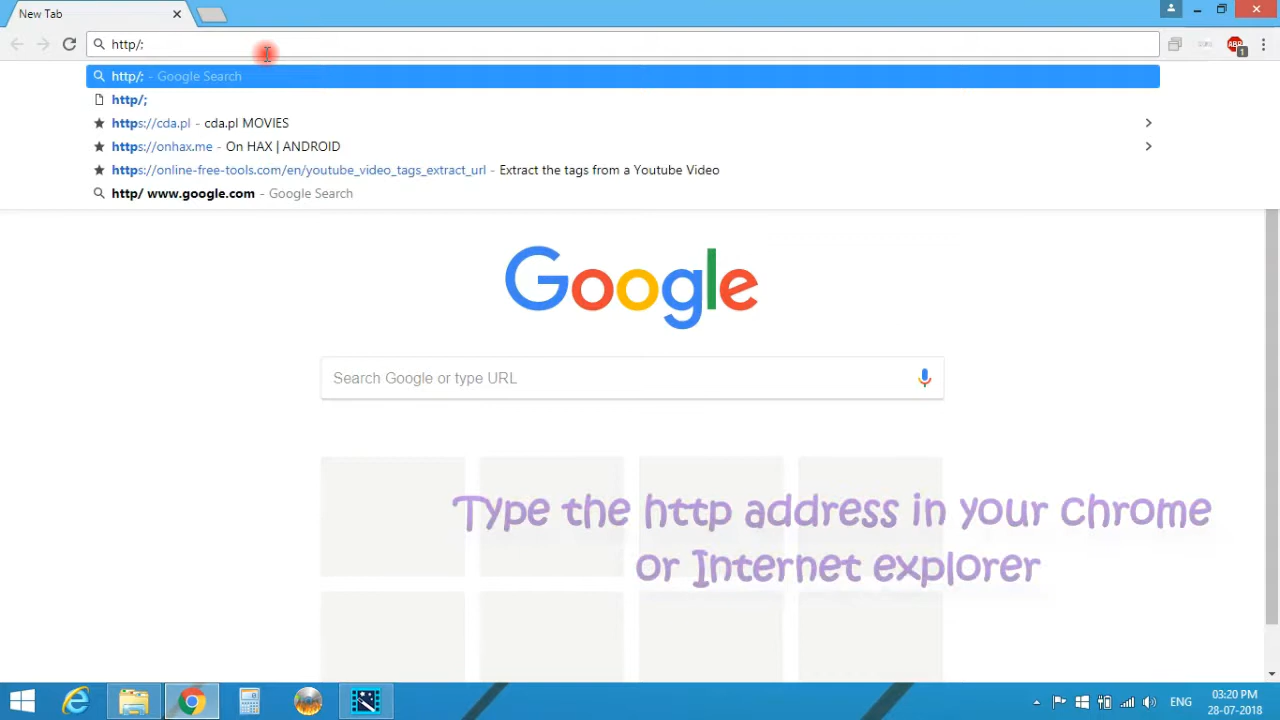 New Tab
http/;
ABP
1
http/; - Google Search
http/;
https://cda.pl - cda.pl MOVIES
https://onhax.me - On HAX | ANDROID
https://online-free-tools.com/en/youtube_video_tags_extract_url - Extract the tags from a Youtube Video
http/ www.google.com - Google Search
Google
Search Google or type URL
Type the http address in your chrome
or Internet explorer
ENG
03:20 PM
28-07-2018